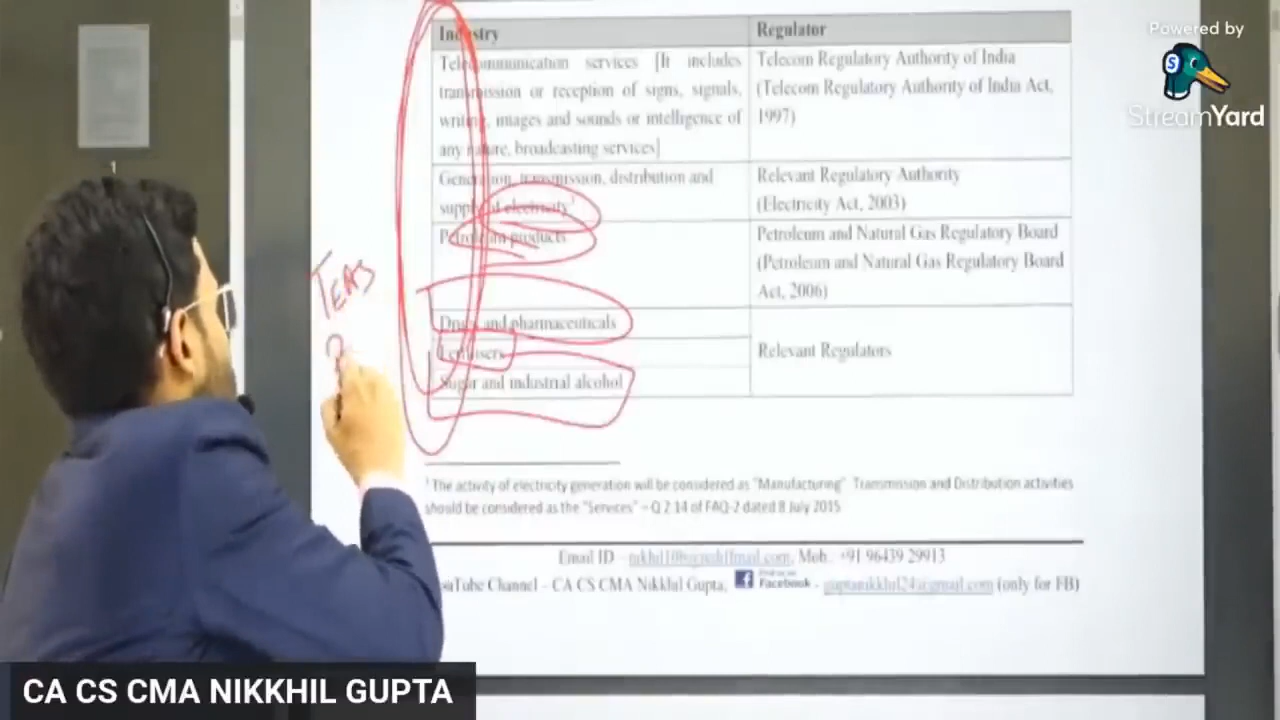 Powered by
StreamYard
Industry
Regulator
Telecommunication services [It includes
transmission or reception of signs, signals,
writing, images and sounds or intelligence of
any nature, broadcasting services]
Telecom Regulatory Authority of India
(Telecom Regulatory Authority of India Act,
1997)
Generation, transmission, distribution and
supply of electricity¹
Relevant Regulatory Authority
(Electricity Act, 2003)
Petroleum products
Petroleum and Natural Gas Regulatory Board
(Petroleum and Natural Gas Regulatory Board
Act, 2006)
Drugs and pharmaceuticals
Fertilisers
Sugar and industrial alcohol
Relevant Regulators
¹ The activity of electricity generation will be considered as "Manufacturing" Transmission and Distribution activities
should be considered as the "Services" – Q 2.14 of FAQ-2 dated 8 July 2015
Email ID - Mob. +91 96439 29913
YouTube Channel – CA CS CMA Nikkhil Gupta, Facebook - (only for FB)
CA CS CMA NIKKHIL GUPTA